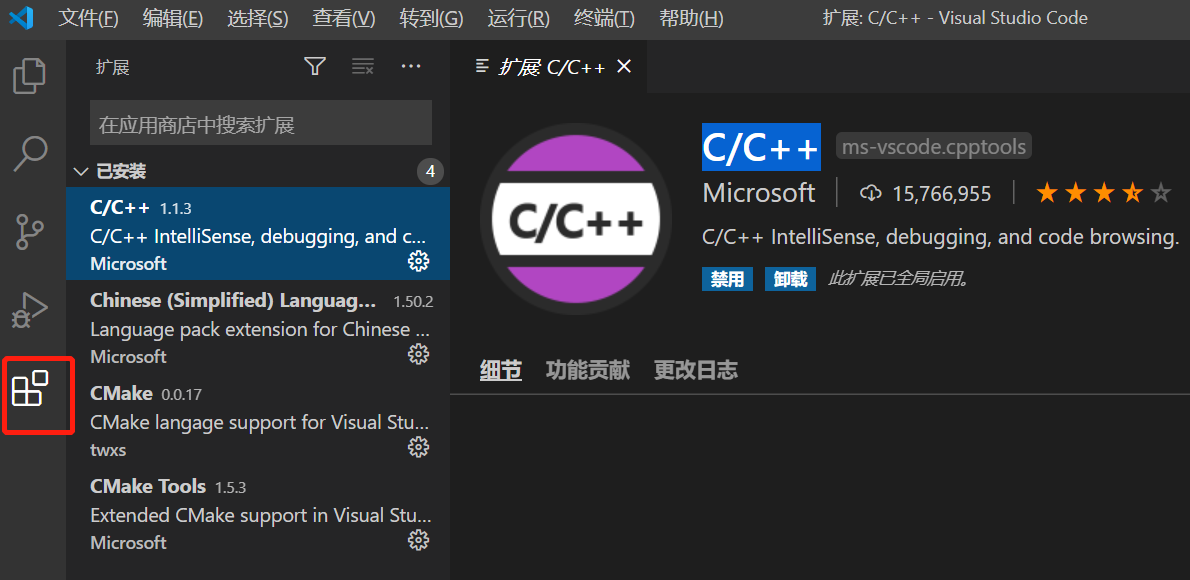 文件(F) 编辑(E) 选择(S) 查看(V) 转到(G) 运行(R) 终端(T) 帮助(H) 扩展: C/C++ - Visual Studio Code
扩展
在应用商店中搜索扩展
已安装 4
C/C++ 1.1.3
C/C++ IntelliSense, debugging, and c...
Microsoft
Chinese (Simplified) Languag... 1.50.2
Language pack extension for Chinese ...
Microsoft
CMake 0.0.17
CMake langage support for Visual Stu...
twxs
CMake Tools 1.5.3
Extended CMake support in Visual Stu...
Microsoft
扩展: C/C++
C/C++
C/C++ ms-vscode.cpptools
Microsoft 15,766,955
C/C++ IntelliSense, debugging, and code browsing.
禁用 卸载 此扩展已全局启用。
细节 功能贡献 更改日志